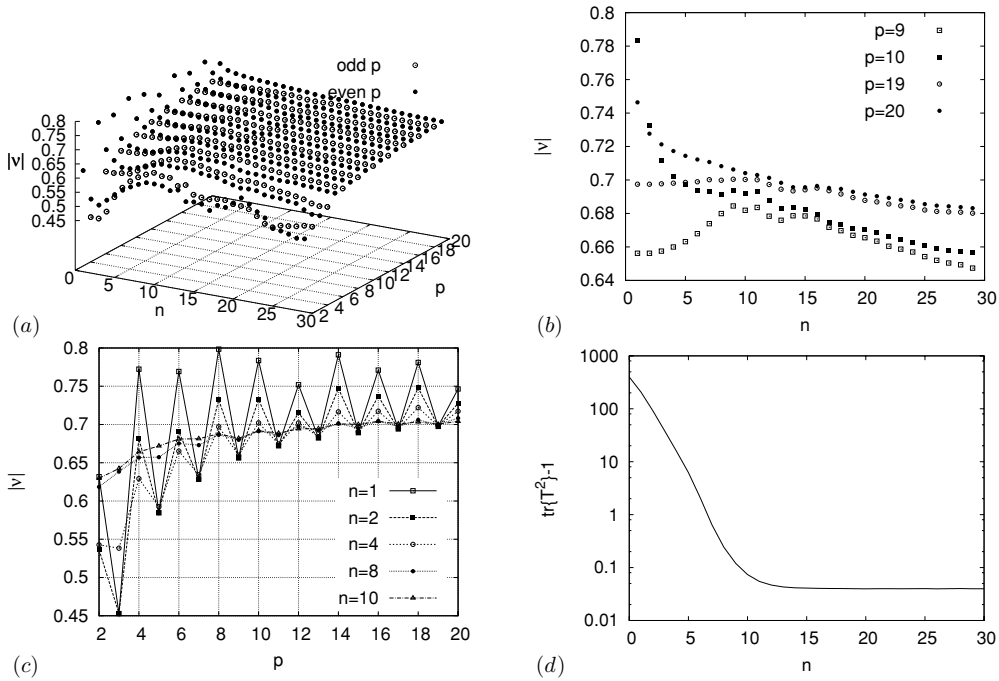 odd p
even p
0.8
0.75
0.7
0.65
0.6
0.55
0.5
0.45
|ν|
0
5
10
15
20
25
30
n
2
4
6
8
10
12
14
16
18
20
p
(a)
0.8
0.78
0.76
0.74
0.72
0.7
0.68
0.66
0.64
|ν|
p=9
p=10
p=19
p=20
0 5 10 15 20 25 30
n
(b)
0.8
0.75
0.7
0.65
0.6
0.55
0.5
0.45
|ν|
n=1
n=2
n=4
n=8
n=10
2 4 6 8 10 12 14 16 18 20
p
(c)
1000
100
10
1
0.1
0.01
tr{T²}-1
0 5 10 15 20 25 30
n
(d)